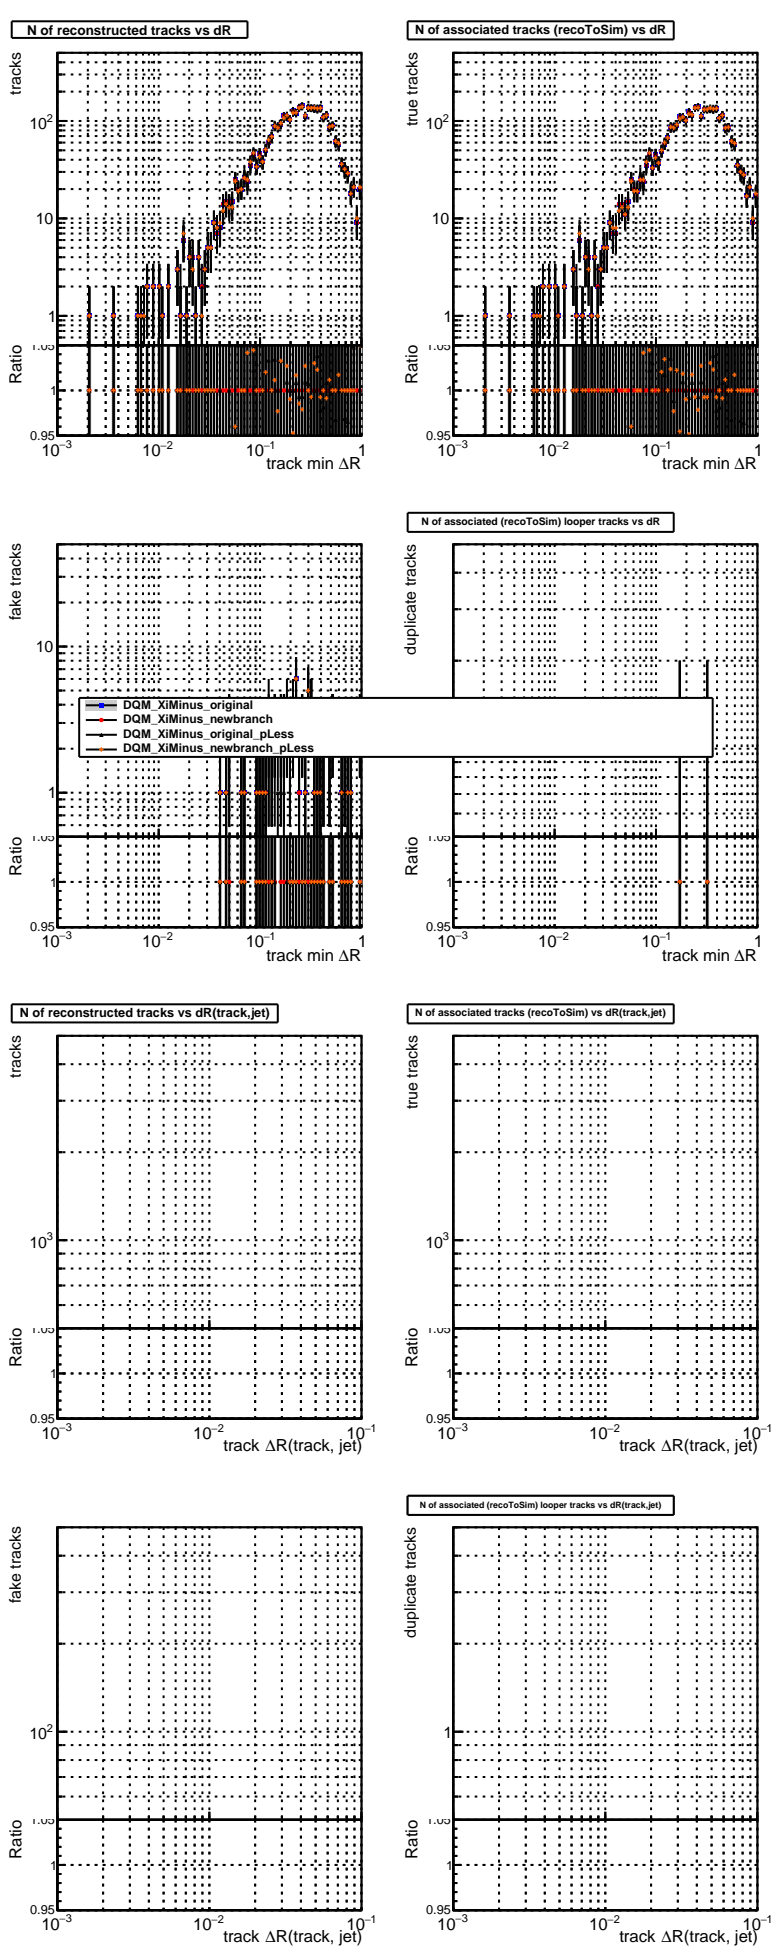 N of reconstructed tracks vs dR
N of associated tracks (recoToSim) vs dR
tracks
10²
10
1
Ratio
1.05
1
0.95
10⁻³ 10⁻² 10⁻¹ 1
track min ΔR
true tracks
10²
10
1
Ratio
1.05
1
0.95
10⁻³ 10⁻² 10⁻¹ 1
track min ΔR
N of associated (recoToSim) looper tracks vs dR
fake tracks
10
1
Ratio
1.05
1
0.95
10⁻³ 10⁻² 10⁻¹ 1
track min ΔR
duplicate tracks
Ratio
1.05
1
0.95
10⁻³ 10⁻² 10⁻¹ 1
track min ΔR
DQM_XiMinus_original
DQM_XiMinus_newbranch
DQM_XiMinus_original_pLess
DQM_XiMinus_newbranch_pLess
N of reconstructed tracks vs dR(track,jet)
N of associated tracks (recoToSim) vs dR(track,jet)
tracks
10³
Ratio
1.05
1
0.95
10⁻³ 10⁻² 10⁻¹
track ΔR(track, jet)
true tracks
10³
Ratio
1.05
1
0.95
10⁻³ 10⁻² 10⁻¹
track ΔR(track, jet)
N of associated (recoToSim) looper tracks vs dR(track,jet)
fake tracks
10²
Ratio
1.05
1
0.95
10⁻³ 10⁻² 10⁻¹
track ΔR(track, jet)
duplicate tracks
1
Ratio
1.05
1
0.95
10⁻³ 10⁻² 10⁻¹
track ΔR(track, jet)